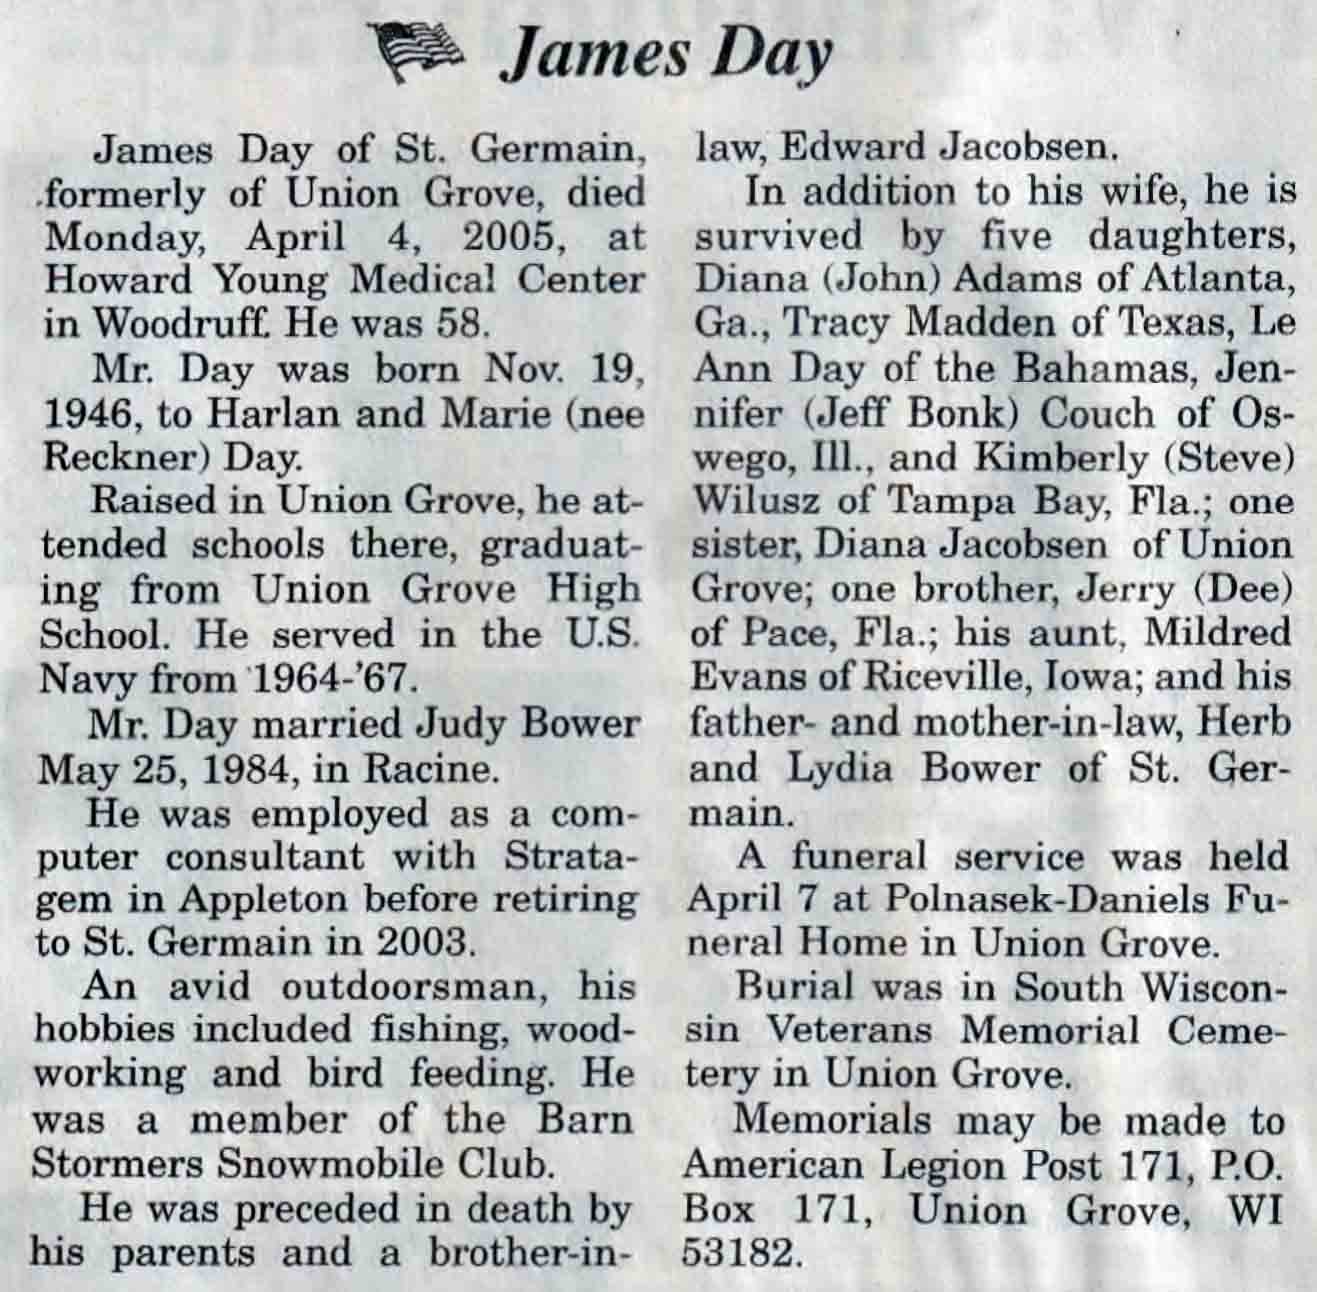 James Day
James Day of St. Germain,
formerly of Union Grove, died
Monday, April 4, 2005, at
Howard Young Medical Center
in Woodruff. He was 58.
Mr. Day was born Nov. 19,
1946, to Harlan and Marie (nee
Reckner) Day.
Raised in Union Grove, he at-
tended schools there, graduat-
ing from Union Grove High
School. He served in the U.S.
Navy from 1964-'67.
Mr. Day married Judy Bower
May 25, 1984, in Racine.
He was employed as a com-
puter consultant with Strata-
gem in Appleton before retiring
to St. Germain in 2003.
An avid outdoorsman, his
hobbies included fishing, wood-
working and bird feeding. He
was a member of the Barn
Stormers Snowmobile Club.
He was preceded in death by
his parents and a brother-in-
law, Edward Jacobsen.
In addition to his wife, he is
survived by five daughters,
Diana (John) Adams of Atlanta,
Ga., Tracy Madden of Texas, Le
Ann Day of the Bahamas, Jen-
nifer (Jeff Bonk) Couch of Os-
wego, Ill., and Kimberly (Steve)
Wilusz of Tampa Bay, Fla.; one
sister, Diana Jacobsen of Union
Grove; one brother, Jerry (Dee)
of Pace, Fla.; his aunt, Mildred
Evans of Riceville, Iowa; and his
father- and mother-in-law, Herb
and Lydia Bower of St. Ger-
main.
A funeral service was held
April 7 at Polnasek-Daniels Fu-
neral Home in Union Grove.
Burial was in South Wiscon-
sin Veterans Memorial Ceme-
tery in Union Grove.
Memorials may be made to
American Legion Post 171, P.O.
Box 171, Union Grove, WI
53182.